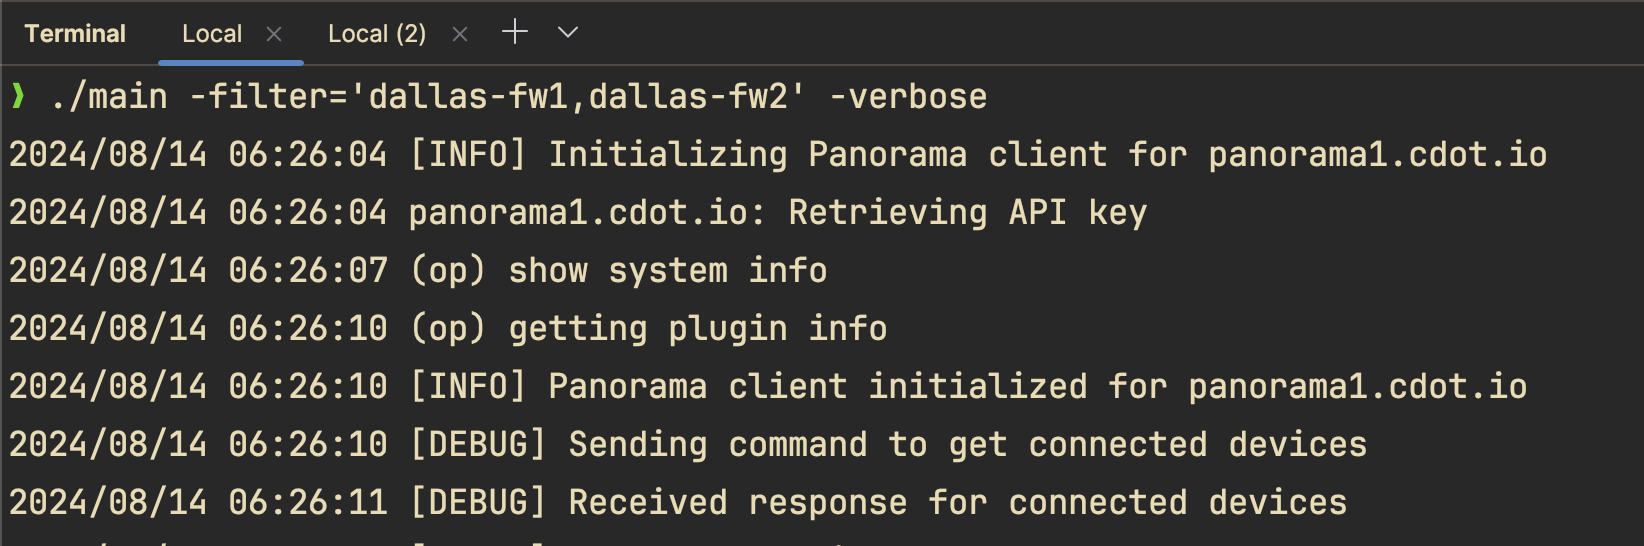 Terminal Local × Local (2) × + ⌄
❯ ./main -filter='dallas-fw1,dallas-fw2' -verbose
2024/08/14 06:26:04 [INFO] Initializing Panorama client for panorama1.cdot.io
2024/08/14 06:26:04 panorama1.cdot.io: Retrieving API key
2024/08/14 06:26:07 (op) show system info
2024/08/14 06:26:10 (op) getting plugin info
2024/08/14 06:26:10 [INFO] Panorama client initialized for panorama1.cdot.io
2024/08/14 06:26:10 [DEBUG] Sending command to get connected devices
2024/08/14 06:26:11 [DEBUG] Received response for connected devices